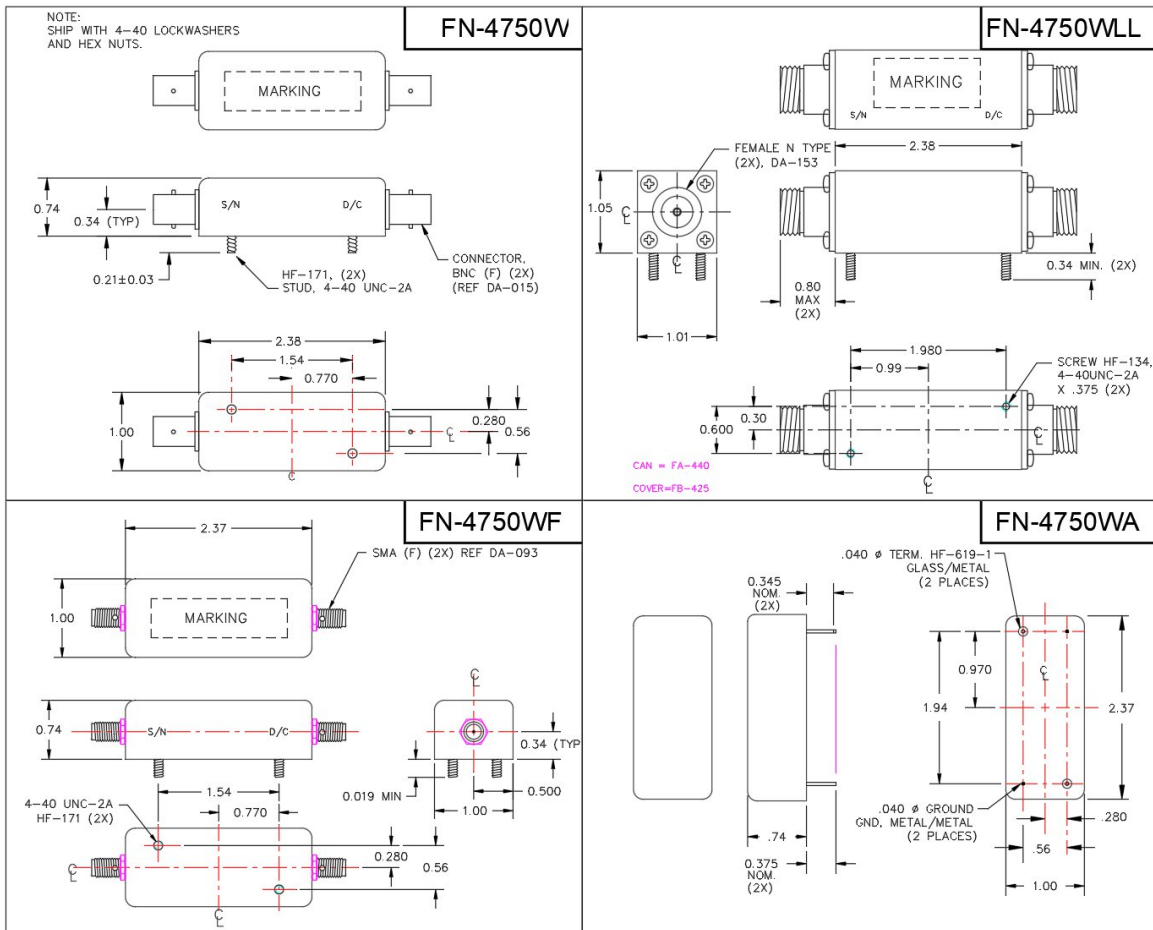 NOTE:
SHIP WITH 4-40 LOCKWASHERS
AND HEX NUTS.
FN-4750W
MARKING
0.74
0.34 (TYP)
S/N
D/C
0.21±0.03
HF-171, (2X)
STUD, 4-40 UNC-2A
CONNECTOR,
BNC (F) (2X)
(REF DA-015)
2.38
1.54
0.770
1.00
0.280
0.56
℄
℄
FN-4750WLL
MARKING
S/N
D/C
FEMALE N TYPE
(2X), DA-153
2.38
1.05
℄
℄
1.01
0.80
MAX
(2X)
0.34 MIN. (2X)
1.980
0.99
SCREW HF-134,
4-40UNC-2A
X .375 (2X)
0.600
0.30
℄
℄
CAN = FA-440
COVER=FB-425
FN-4750WF
2.37
SMA (F) (2X) REF DA-093
1.00
MARKING
0.74
S/N
D/C
℄
0.34 (TYP
0.019 MIN
0.500
1.00
1.54
0.770
4-40 UNC-2A
HF-171 (2X)
0.280
0.56
℄
℄
FN-4750WA
.040 ø TERM. HF-619-1
GLASS/METAL
(2 PLACES)
0.345
NOM.
(2X)
0.970
℄
1.94
2.37
.040 ø GROUND
GND, METAL/METAL
(2 PLACES)
.74
0.375
NOM.
(2X)
.280
.56
1.00